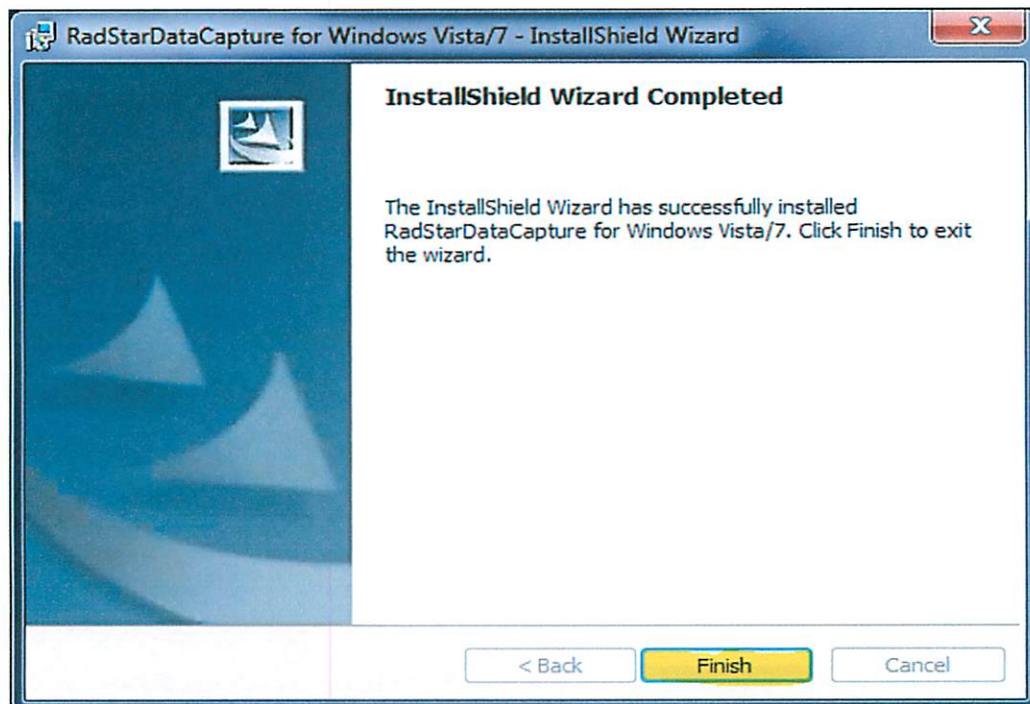 RadStarDataCapture for Windows Vista/7 - InstallShield Wizard
InstallShield Wizard Completed
The InstallShield Wizard has successfully installed
RadStarDataCapture for Windows Vista/7. Click Finish to exit
the wizard.
< Back
Finish
Cancel